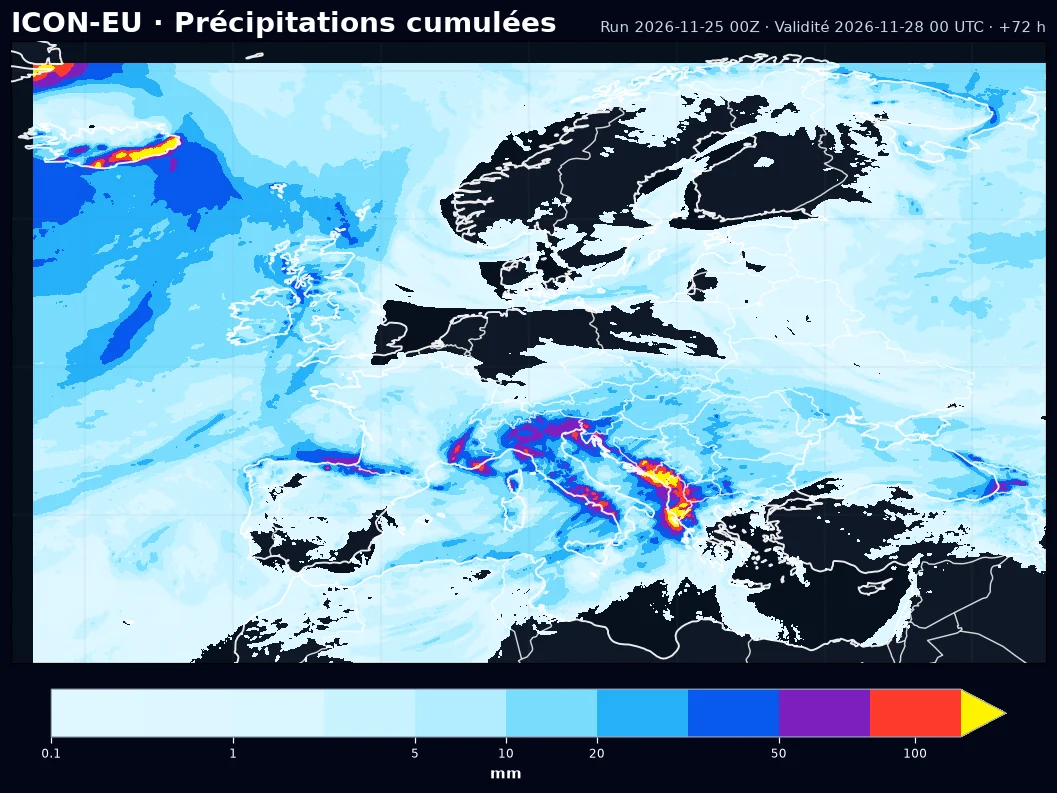 ICON-EU · Précipitations cumulées
Run 2026-11-25 00Z · Validité 2026-11-28 00 UTC · +72 h
0.1 1 5 10 20 50 100
mm